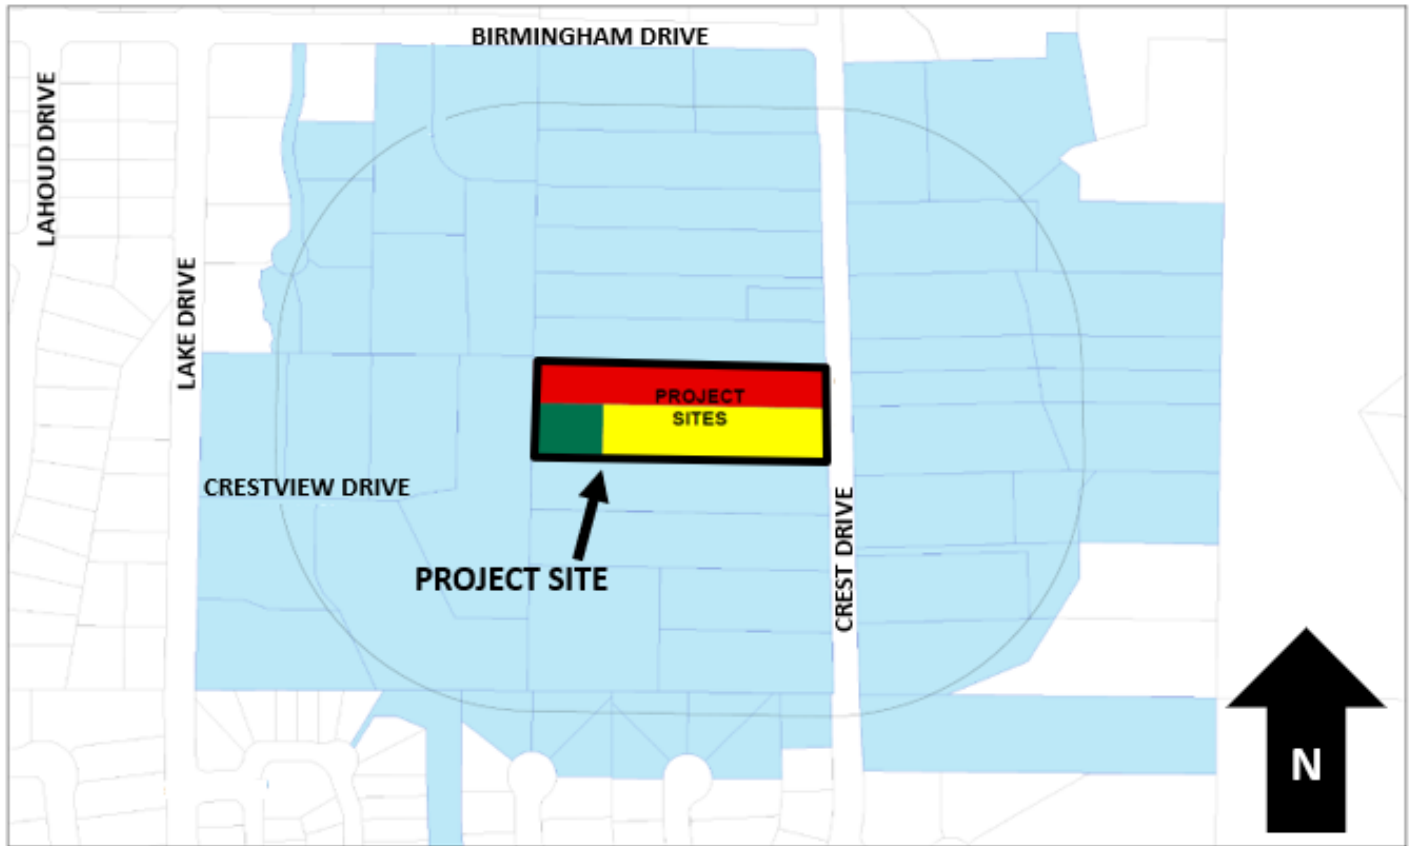 BIRMINGHAM DRIVE
LAHOUD DRIVE
LAKE DRIVE
PROJECT
SITES
CRESTVIEW DRIVE
CREST DRIVE
PROJECT SITE
N